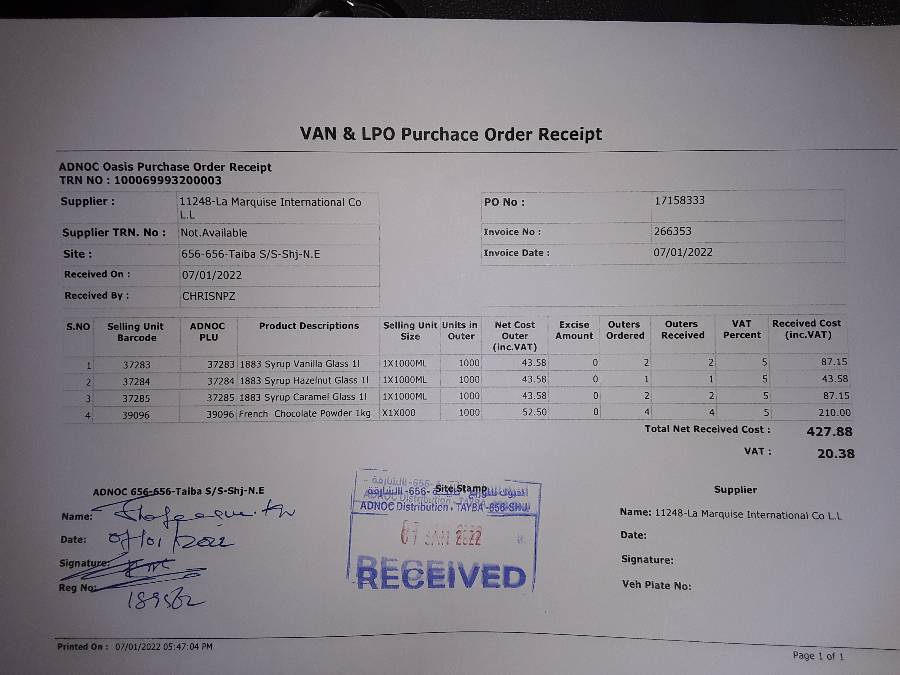 VAN & LPO Purchace Order Receipt
ADNOC Oasis Purchase Order Receipt
TRN NO : 100069993200003
Supplier : 11248-La Marquise International Co L.L
Supplier TRN. No : Not.Available
Site : 656-656-Taiba S/S-Shj-N.E
Received On : 07/01/2022
Received By : CHRISNPZ
PO No : 17158333
Invoice No : 266353
Invoice Date : 07/01/2022
S.NO Selling Unit Barcode ADNOC PLU Product Descriptions Selling Unit Size Units in Outer Net Cost Outer (inc.VAT) Excise Amount Outers Ordered Outers Received VAT Percent Received Cost (inc.VAT)
1 37283 37283 1883 Syrup Vanilla Glass 1l 1X1000ML 1000 43.58 0 2 2 5 87.15
2 37284 37284 1883 Syrup Hazelnut Glass 1l 1X1000ML 1000 43.58 0 1 1 5 43.58
3 37285 37285 1883 Syrup Caramel Glass 1l 1X1000ML 1000 43.58 0 2 2 5 87.15
4 39096 39096 French Chocolate Powder 1kg X1X000 1000 52.50 0 4 4 5 210.00
Total Net Received Cost : 427.88
VAT : 20.38
ADNOC 656-656-Taiba S/S-Shj-N.E
Name:
Date: 07/01/2022
Signature:
Reg No: 189562
Site Stamp
ADNOC Distribution - TAYBA -656-SHJ
07 JAN 2022
RECEIVED
Supplier
Name: 11248-La Marquise International Co L.L
Date:
Signature:
Veh Plate No:
Printed On : 07/01/2022 05:47:04 PM
Page 1 of 1